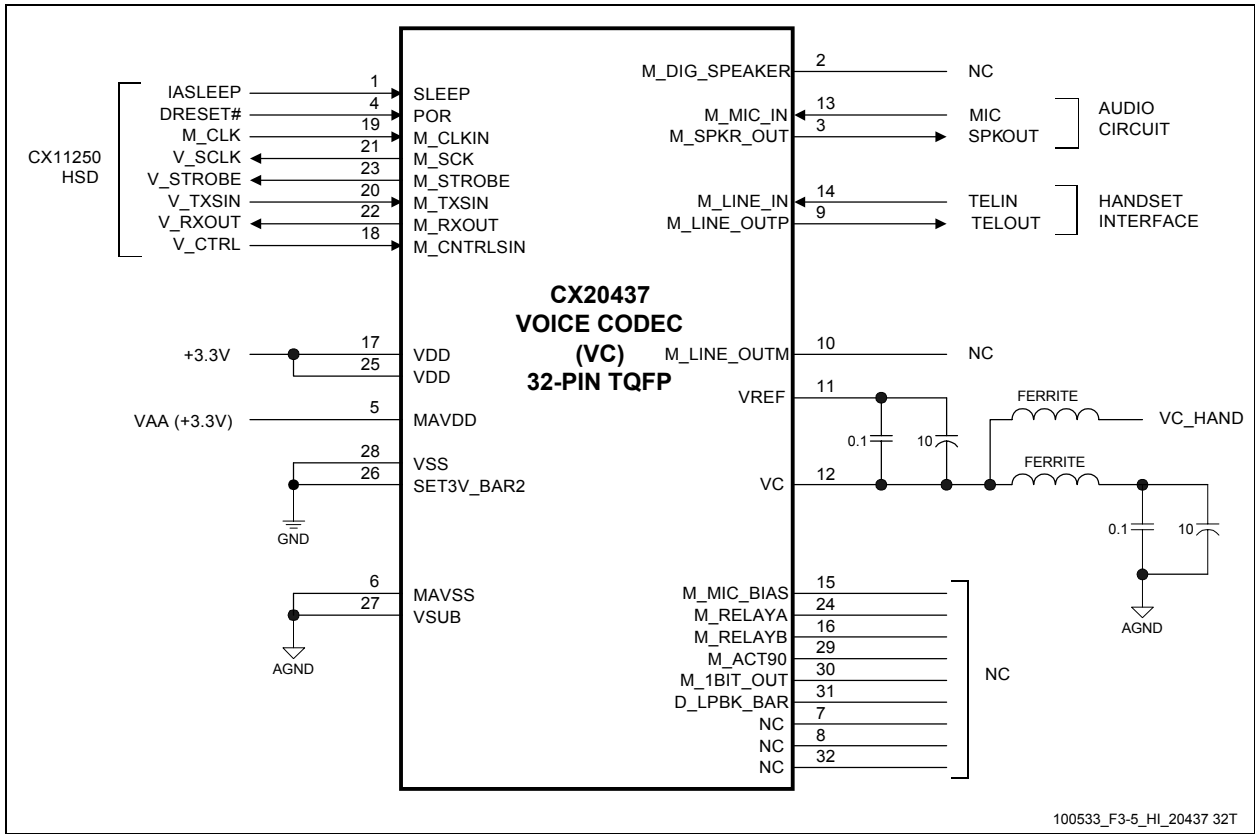 IASLEEP 1 SLEEP
DRESET# 4 POR
M_CLK 19 M_CLKIN
V_SCLK 21 M_SCK
V_STROBE 23 M_STROBE
V_TXSIN 20 M_TXSIN
V_RXOUT 22 M_RXOUT
V_CTRL 18 M_CNTRLSIN
CX11250
HSD
+3.3V 17 VDD
25 VDD
VAA (+3.3V) 5 MAVDD
28 VSS
26 SET3V_BAR2
GND
6 MAVSS
27 VSUB
AGND
CX20437
VOICE CODEC
(VC)
32-PIN TQFP
M_DIG_SPEAKER 2 NC
M_MIC_IN 13 MIC
M_SPKR_OUT 3 SPKOUT
AUDIO
CIRCUIT
M_LINE_IN 14 TELIN
M_LINE_OUTP 9 TELOUT
HANDSET
INTERFACE
M_LINE_OUTM 10 NC
VREF 11
FERRITE
VC_HAND
0.1 10
FERRITE
VC 12
0.1 10
AGND
M_MIC_BIAS 15
M_RELAYA 24
M_RELAYB 16
M_ACT90 29
M_1BIT_OUT 30
D_LPBK_BAR 31
NC 7
NC 8
NC 32
NC
100533_F3-5_HI_20437 32T